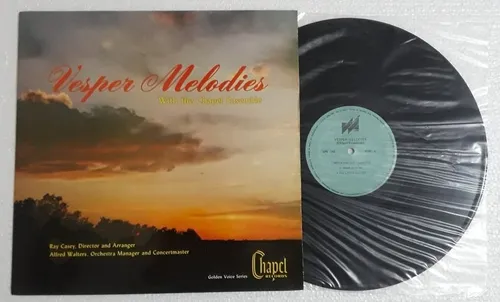 Vesper Melodies
With the Chapel Ensemble
Ray Casey, Director and Arranger
Alfred Walters, Orchestra Manager and Concertmaster
Golden Voice Series
Chapel
RECORDS